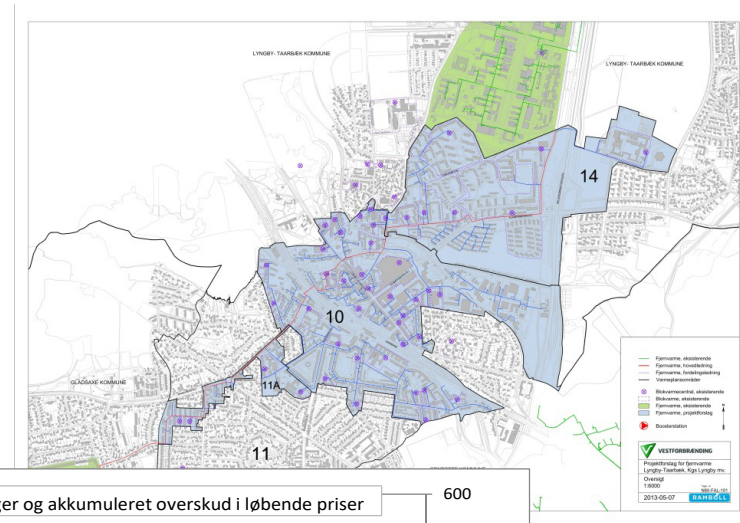 LYNGBY- TAARBÆK KOMMUNE
LYNGBY- TAARBÆK KOMMUNE
14
10
GLADSAXE KOMMUNE
11A
11
Fjernvarme, eksisterende
Fjernvarme, hovedledning
Fjernvarme, fordelingsledning
Varmeplanområder
Blokvarmecentral, eksisterende
Blokvarme, eksisterende
Fjernvarme, eksisterende
Fjernvarme, projektforslag
Boosterstation
VESTFORBRÆNDING
Projektforslag for fjernvarme
Lyngby-Taarbæk, Kgs Lyngby mv.
Oversigt
1:6000
2013-05-07 RAMBOLL
ger og akkumuleret overskud i løbende priser
600